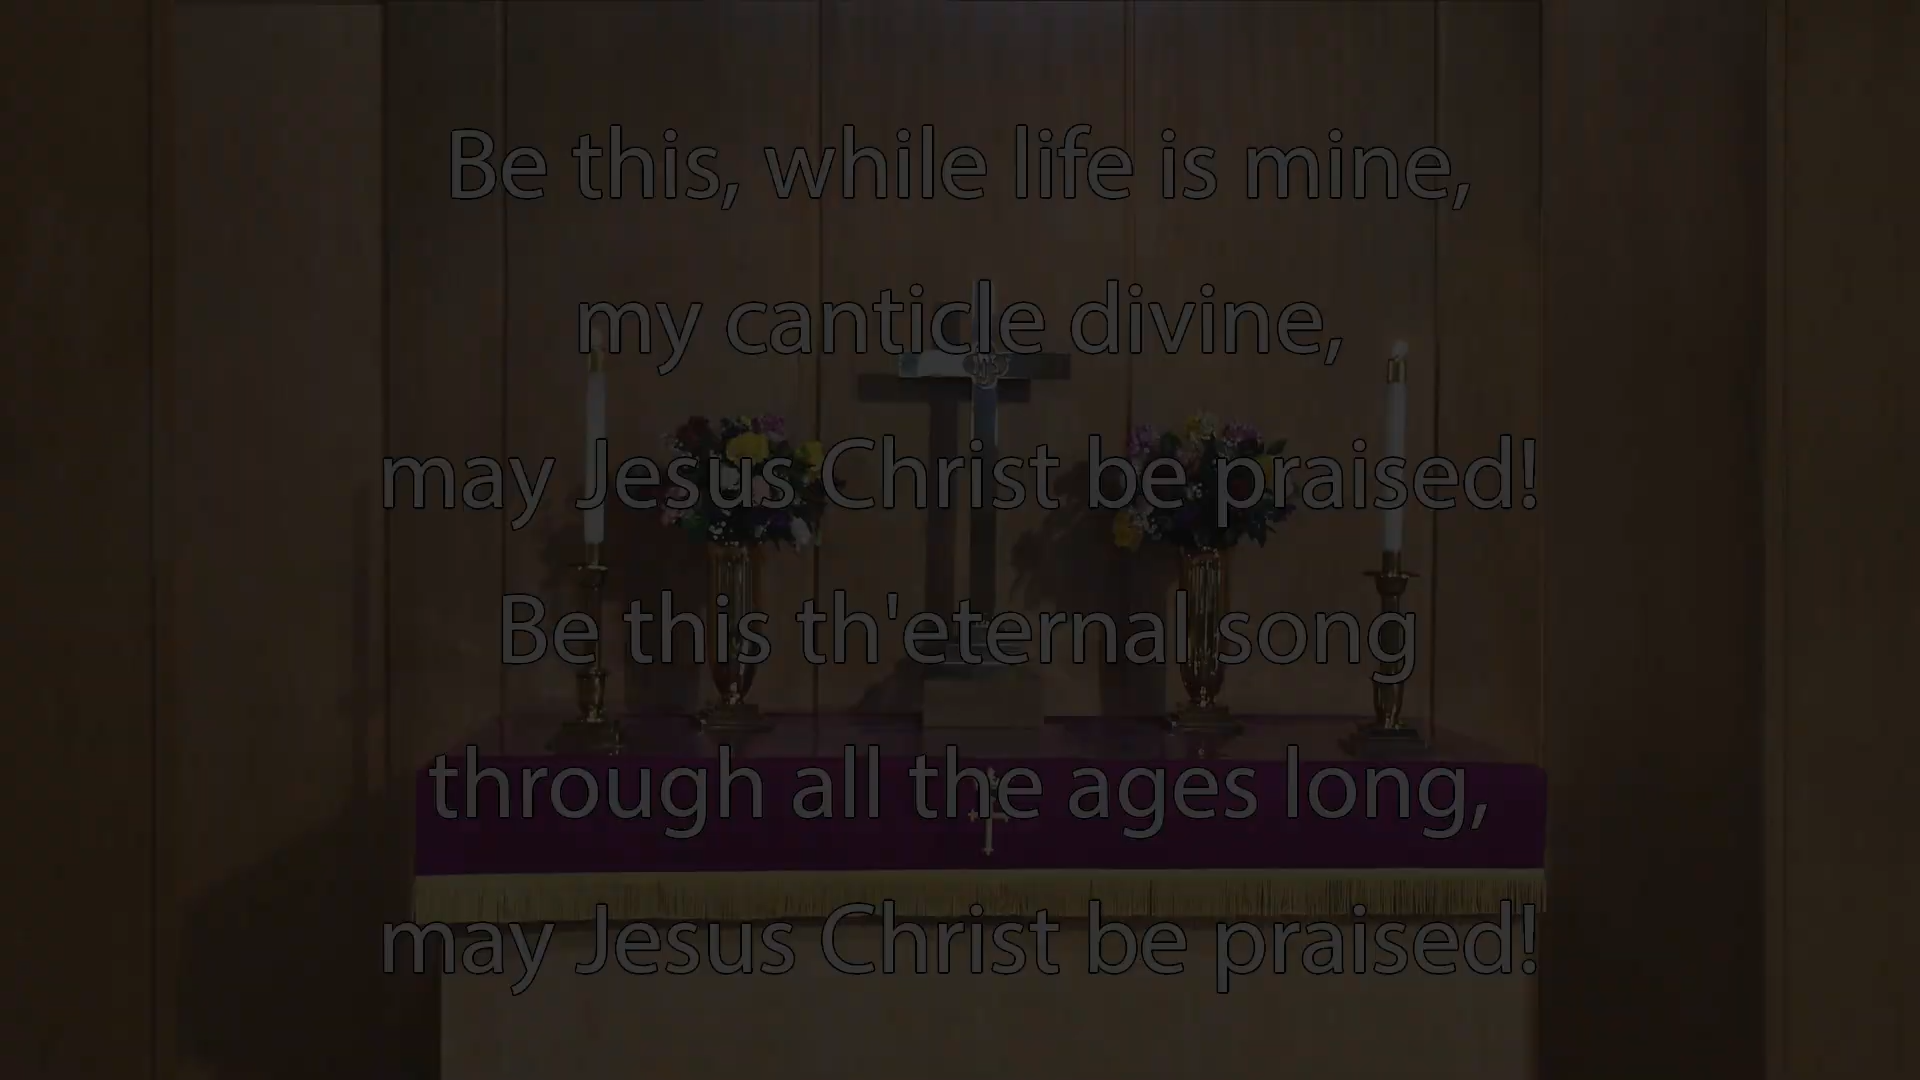 Be this, while life is mine,
my canticle divine,
may Jesus Christ be praised!
Be this th'eternal song
through all the ages long,
may Jesus Christ be praised!